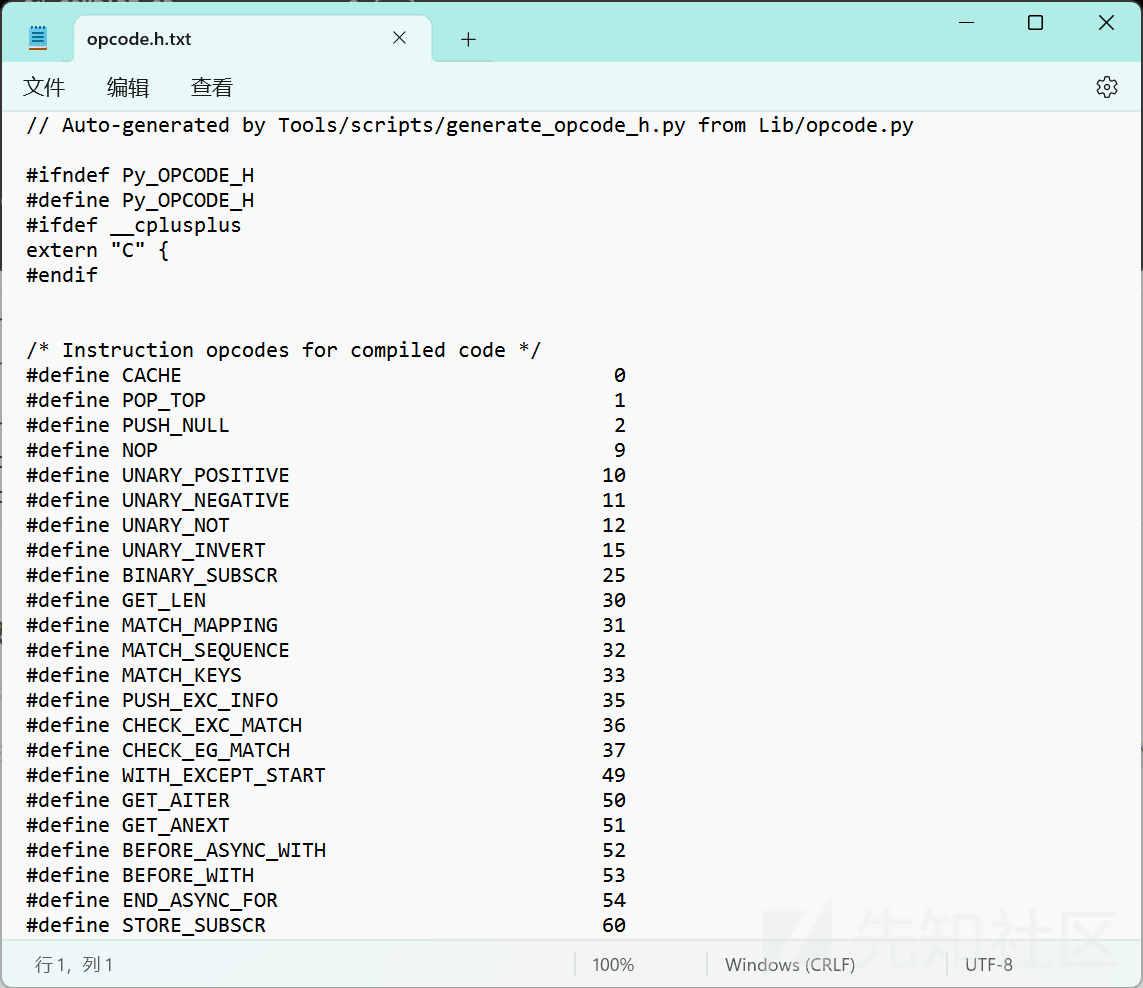 opcode.h.txt
文件 编辑 查看
// Auto-generated by Tools/scripts/generate_opcode_h.py from Lib/opcode.py
#ifndef Py_OPCODE_H
#define Py_OPCODE_H
#ifdef __cplusplus
extern "C" {
#endif
/* Instruction opcodes for compiled code */
#define CACHE 0
#define POP_TOP 1
#define PUSH_NULL 2
#define NOP 9
#define UNARY_POSITIVE 10
#define UNARY_NEGATIVE 11
#define UNARY_NOT 12
#define UNARY_INVERT 15
#define BINARY_SUBSCR 25
#define GET_LEN 30
#define MATCH_MAPPING 31
#define MATCH_SEQUENCE 32
#define MATCH_KEYS 33
#define PUSH_EXC_INFO 35
#define CHECK_EXC_MATCH 36
#define CHECK_EG_MATCH 37
#define WITH_EXCEPT_START 49
#define GET_AITER 50
#define GET_ANEXT 51
#define BEFORE_ASYNC_WITH 52
#define BEFORE_WITH 53
#define END_ASYNC_FOR 54
#define STORE_SUBSCR 60
先知社区
行 1，列 1 100% Windows (CRLF) UTF-8